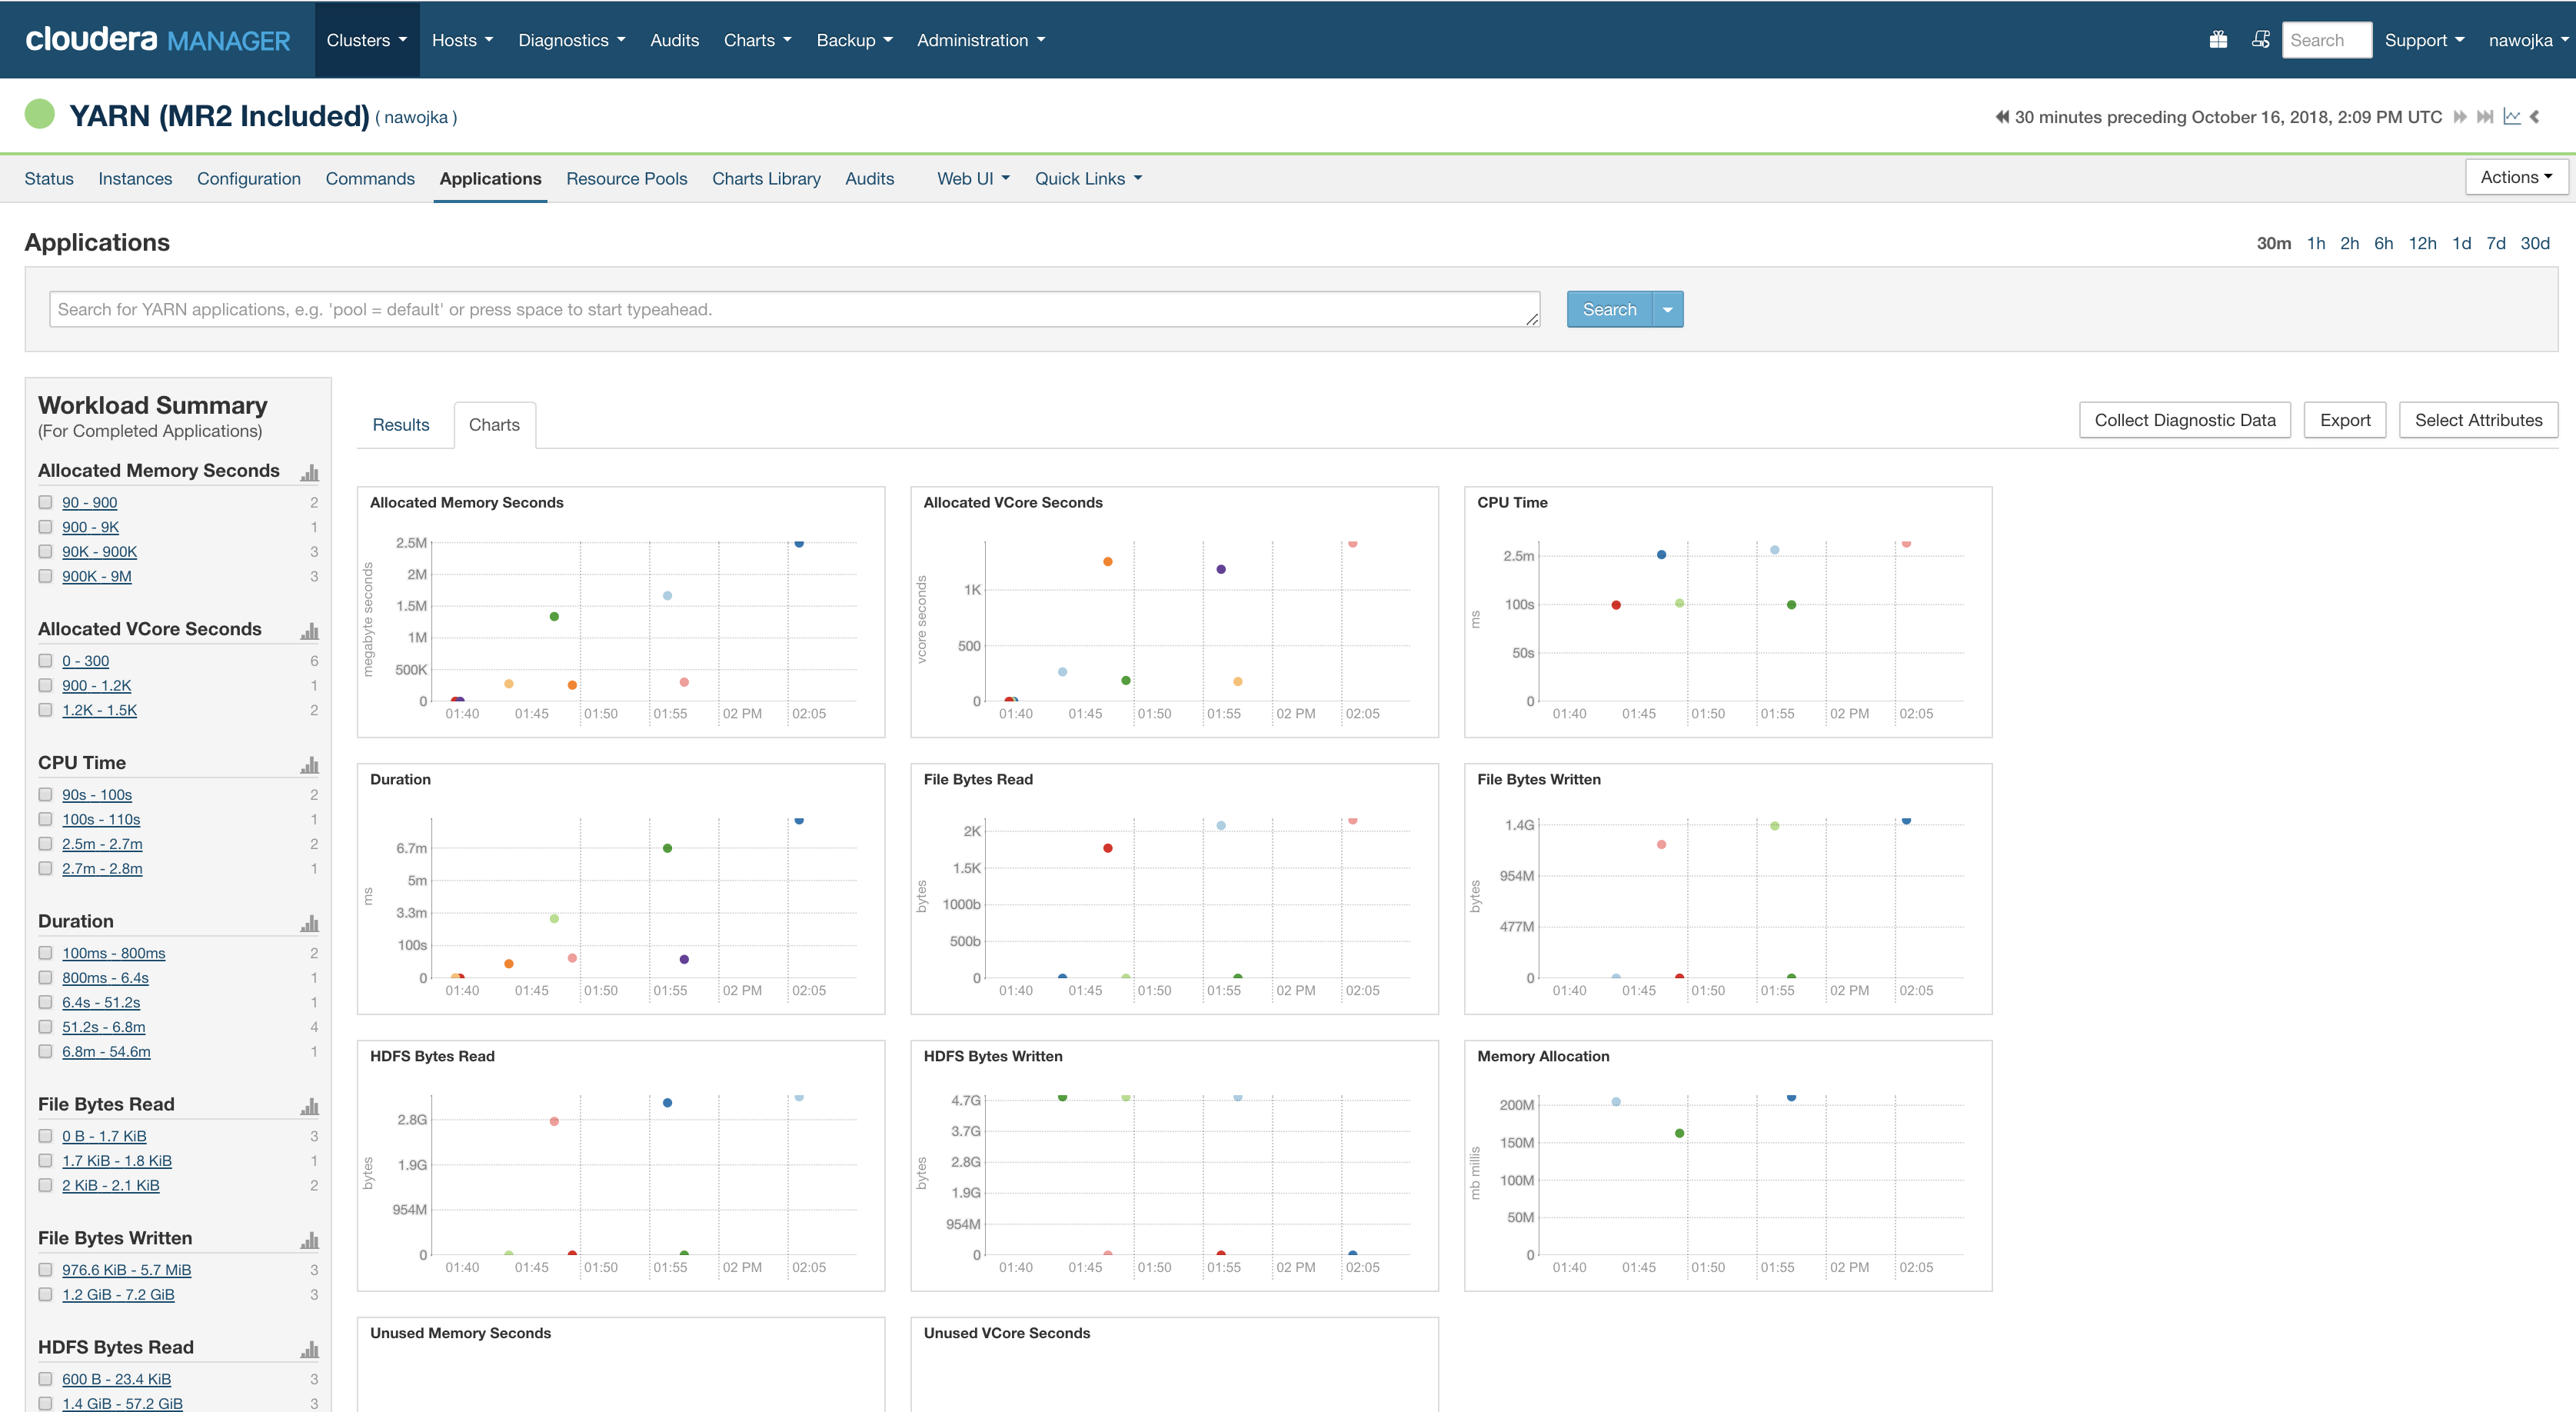 cloudera MANAGER Clusters Hosts Diagnostics Audits Charts Backup Administration Search Support nawojka
YARN (MR2 Included) ( nawojka ) 30 minutes preceding October 16, 2018, 2:09 PM UTC
Status Instances Configuration Commands Applications Resource Pools Charts Library Audits Web UI Quick Links Actions
Applications 30m 1h 2h 6h 12h 1d 7d 30d
Search for YARN applications, e.g. 'pool = default' or press space to start typeahead. Search
Workload Summary
(For Completed Applications)
Allocated Memory Seconds
90 - 900 2
900 - 9K 1
90K - 900K 3
900K - 9M 3
Allocated VCore Seconds
0 - 300 6
900 - 1.2K 1
1.2K - 1.5K 2
CPU Time
90s - 100s 2
100s - 110s 1
2.5m - 2.7m 2
2.7m - 2.8m 1
Duration
100ms - 800ms 2
800ms - 6.4s 1
6.4s - 51.2s 1
51.2s - 6.8m 4
6.8m - 54.6m 1
File Bytes Read
0 B - 1.7 KiB 3
1.7 KiB - 1.8 KiB 1
2 KiB - 2.1 KiB 2
File Bytes Written
976.6 KiB - 5.7 MiB 3
1.2 GiB - 7.2 GiB 3
HDFS Bytes Read
600 B - 23.4 KiB 3
1.4 GiB - 57.2 GiB 3
Results Charts Collect Diagnostic Data Export Select Attributes
Allocated Memory Seconds
megabyte seconds
2.5M
2M
1.5M
1M
500K
0
01:40 01:45 01:50 01:55 02 PM 02:05
Allocated VCore Seconds
vcore seconds
1K
500
0
01:40 01:45 01:50 01:55 02 PM 02:05
CPU Time
ms
2.5m
100s
50s
0
01:40 01:45 01:50 01:55 02 PM 02:05
Duration
ms
6.7m
5m
3.3m
100s
0
01:40 01:45 01:50 01:55 02 PM 02:05
File Bytes Read
bytes
2K
1.5K
1000b
500b
0
01:40 01:45 01:50 01:55 02 PM 02:05
File Bytes Written
bytes
1.4G
954M
477M
0
01:40 01:45 01:50 01:55 02 PM 02:05
HDFS Bytes Read
bytes
2.8G
1.9G
954M
0
01:40 01:45 01:50 01:55 02 PM 02:05
HDFS Bytes Written
bytes
4.7G
3.7G
2.8G
1.9G
954M
0
01:40 01:45 01:50 01:55 02 PM 02:05
Memory Allocation
mb millis
200M
150M
100M
50M
0
01:40 01:45 01:50 01:55 02 PM 02:05
Unused Memory Seconds
Unused VCore Seconds